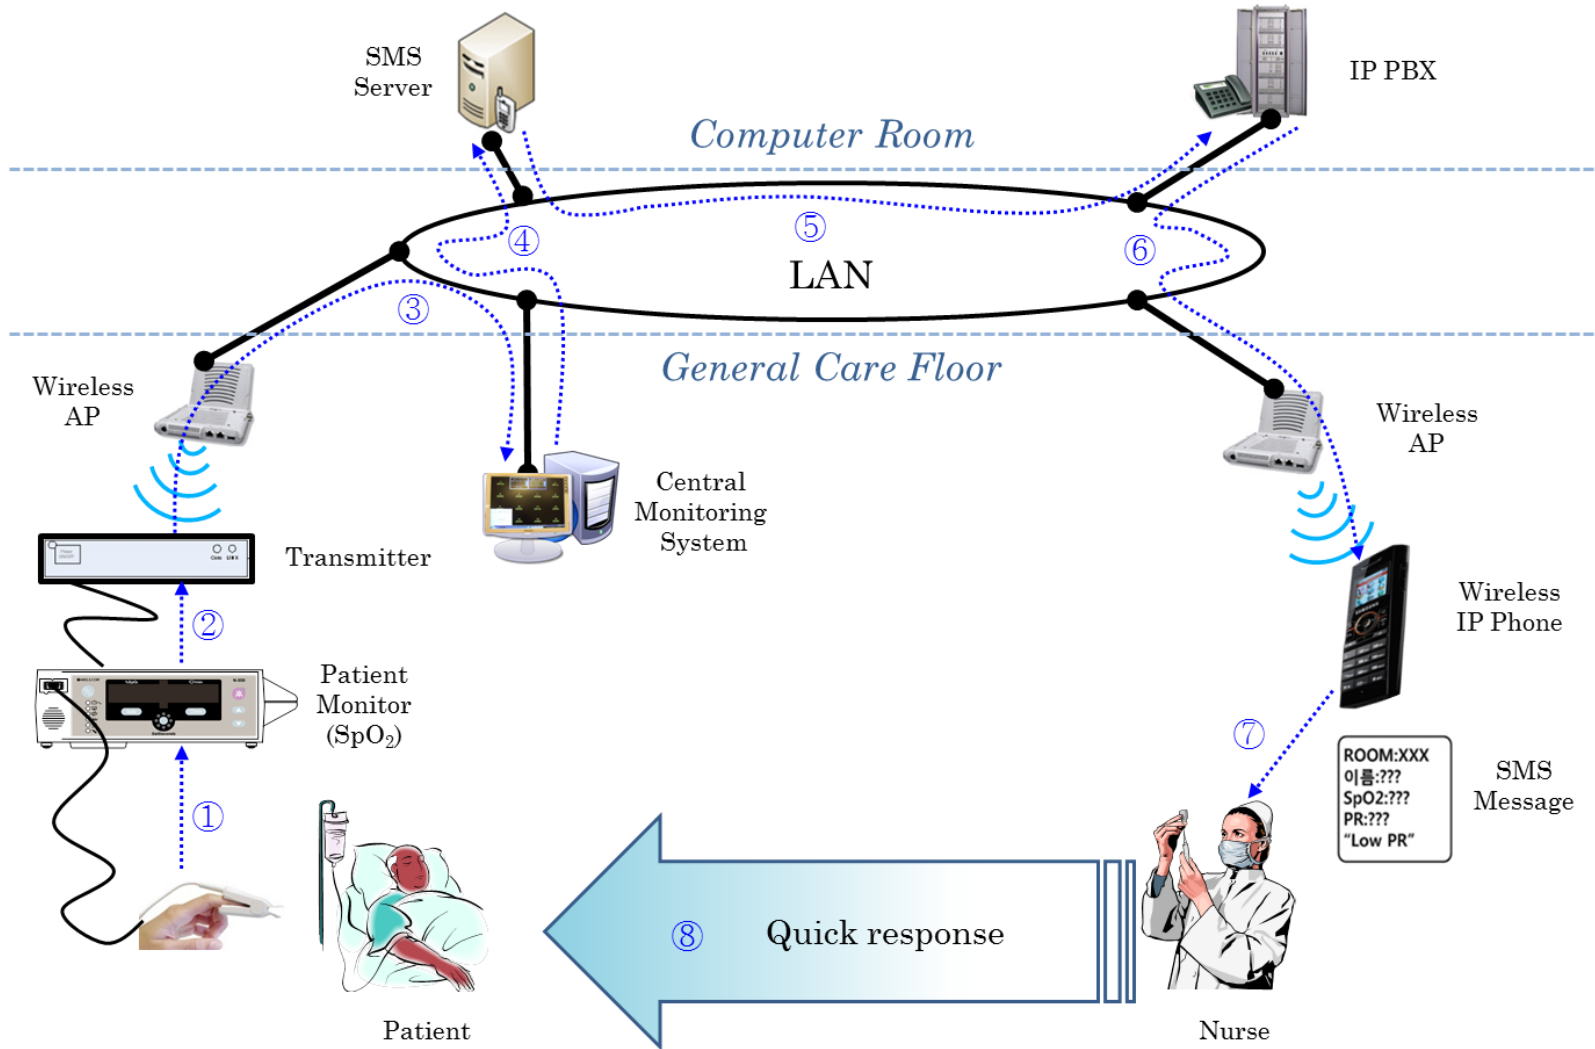 SMS
Server
IP PBX
Computer Room
④
⑤
⑥
LAN
③
General Care Floor
Wireless
AP
Wireless
AP
Central
Monitoring
System
Transmitter
②
Wireless
IP Phone
Patient
Monitor
(SpO₂)
①
⑦
ROOM:XXX
이름:???
SpO2:???
PR:???
“Low PR”
SMS
Message
⑧
Quick response
Patient
Nurse